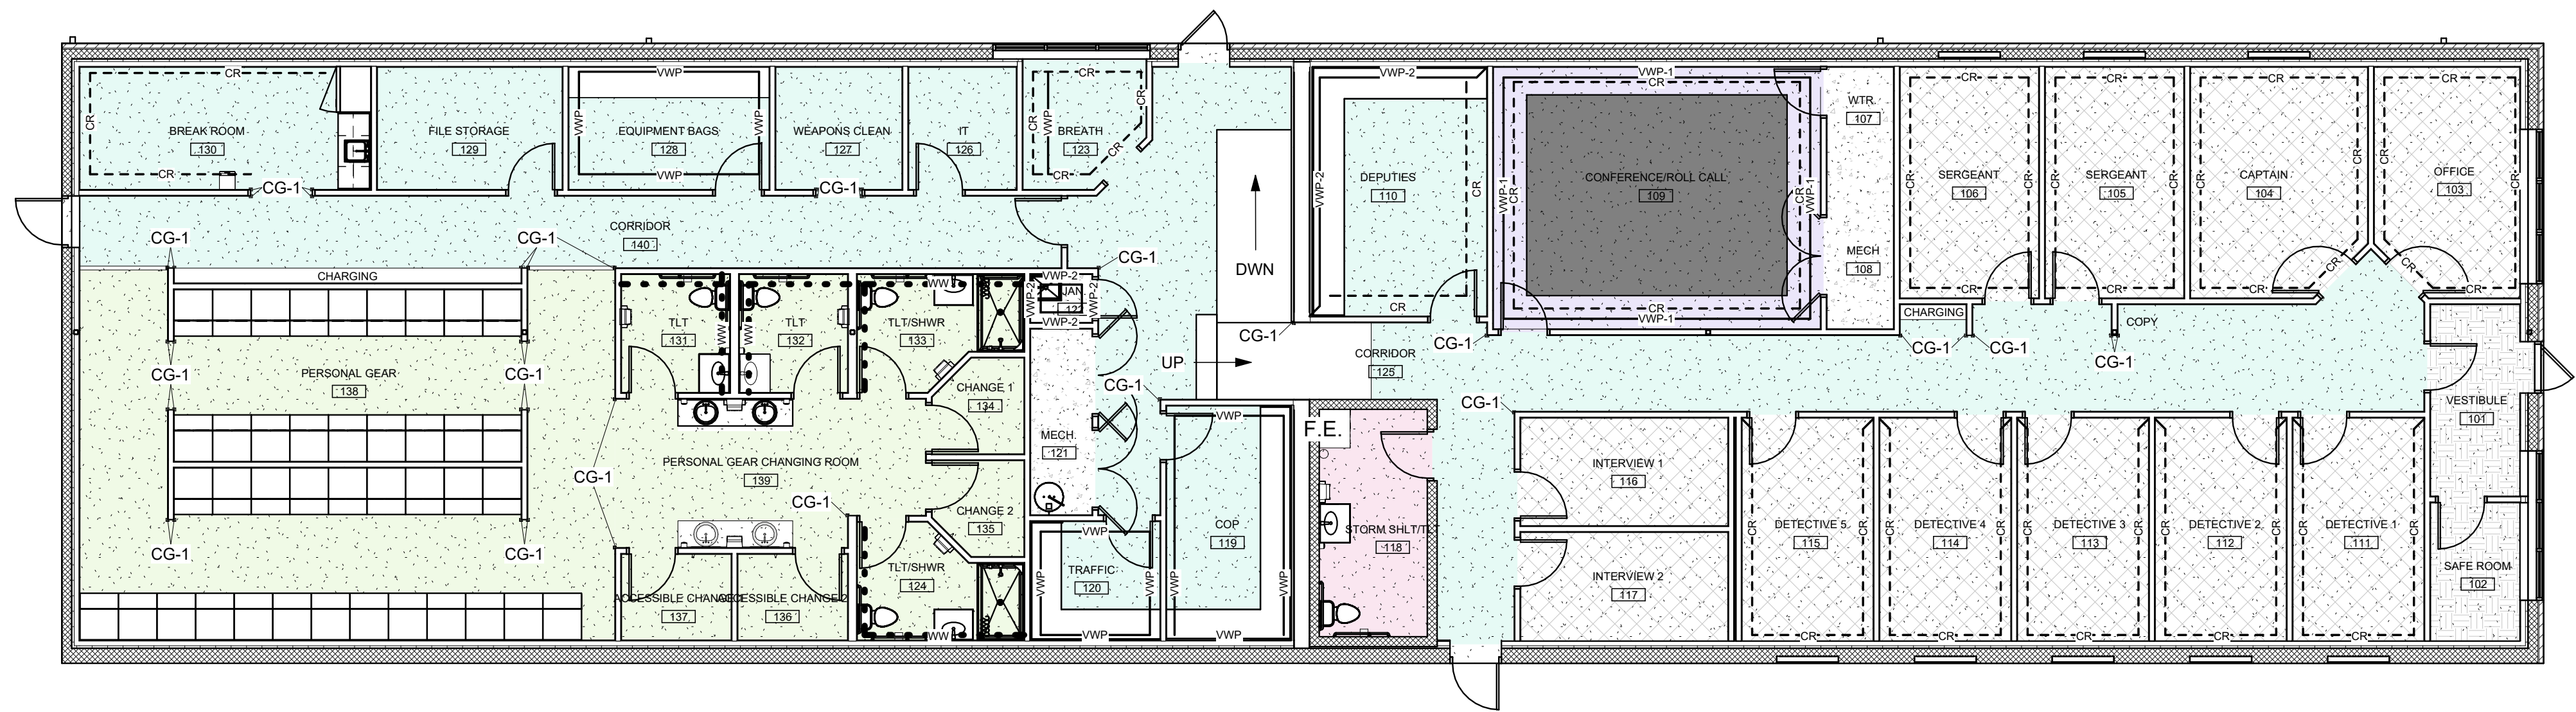 CR
CR
CR
BREAK ROOM
130
FILE STORAGE
129
VWP
VWP
VWP
VWP
EQUIPMENT BAGS
128
WEAPONS CLEAN
127
IT
126
CR
CR
CR
CR
CR
VWP
BREATH
123
CG-1
CG-1
CORRIDOR
140
CG-1
CG-1
CG-1
DWN
UP
CG-1
CHARGING
PERSONAL GEAR
138
CG-1
CG-1
CG-1
CG-1
CG-1
CG-1
CG-1
TLT
131
WW
TLT
132
WW
TLT/SHWR
133
WW
VWP-2
VWP-2
VWP-2
VWP-2
JAN
CHANGE 1
134
CHANGE 2
135
PERSONAL GEAR CHANGING ROOM
139
MECH.
121
ACCESSIBLE CHANGE
137
ACCESSIBLE CHANGE 2
136
TLT/SHWR
124
WW
VWP
VWP
VWP
VWP
TRAFFIC
120
VWP
VWP
VWP
VWP
COP
119
VWP-2
VWP-2
CR
CR
DEPUTIES
110
VWP-1
CR
VWP-1
CR
CR
VWP-1
CR
VWP-1
CONFERENCE/ROLL CALL
109
WTR.
107
MECH
108
CR
CR
CR
CR
SERGEANT
106
CR
CR
CR
CR
SERGEANT
105
CR
CR
CR
CAPTAIN
104
CR
CR
CR
CR
CR
OFFICE
103
CHARGING
COPY
CG-1
CG-1
CG-1
CG-1
CG-1
CG-1
CORRIDOR
125
VESTIBULE
101
SAFE ROOM
102
F.E.
STORM SHLT/TLT
118
INTERVIEW 1
116
INTERVIEW 2
117
CR
CR
CR
DETECTIVE 5
115
CR
CR
CR
DETECTIVE 4
114
CR
CR
CR
DETECTIVE 3
113
CR
CR
CR
DETECTIVE 2
112
CR
CR
CR
DETECTIVE 1
111